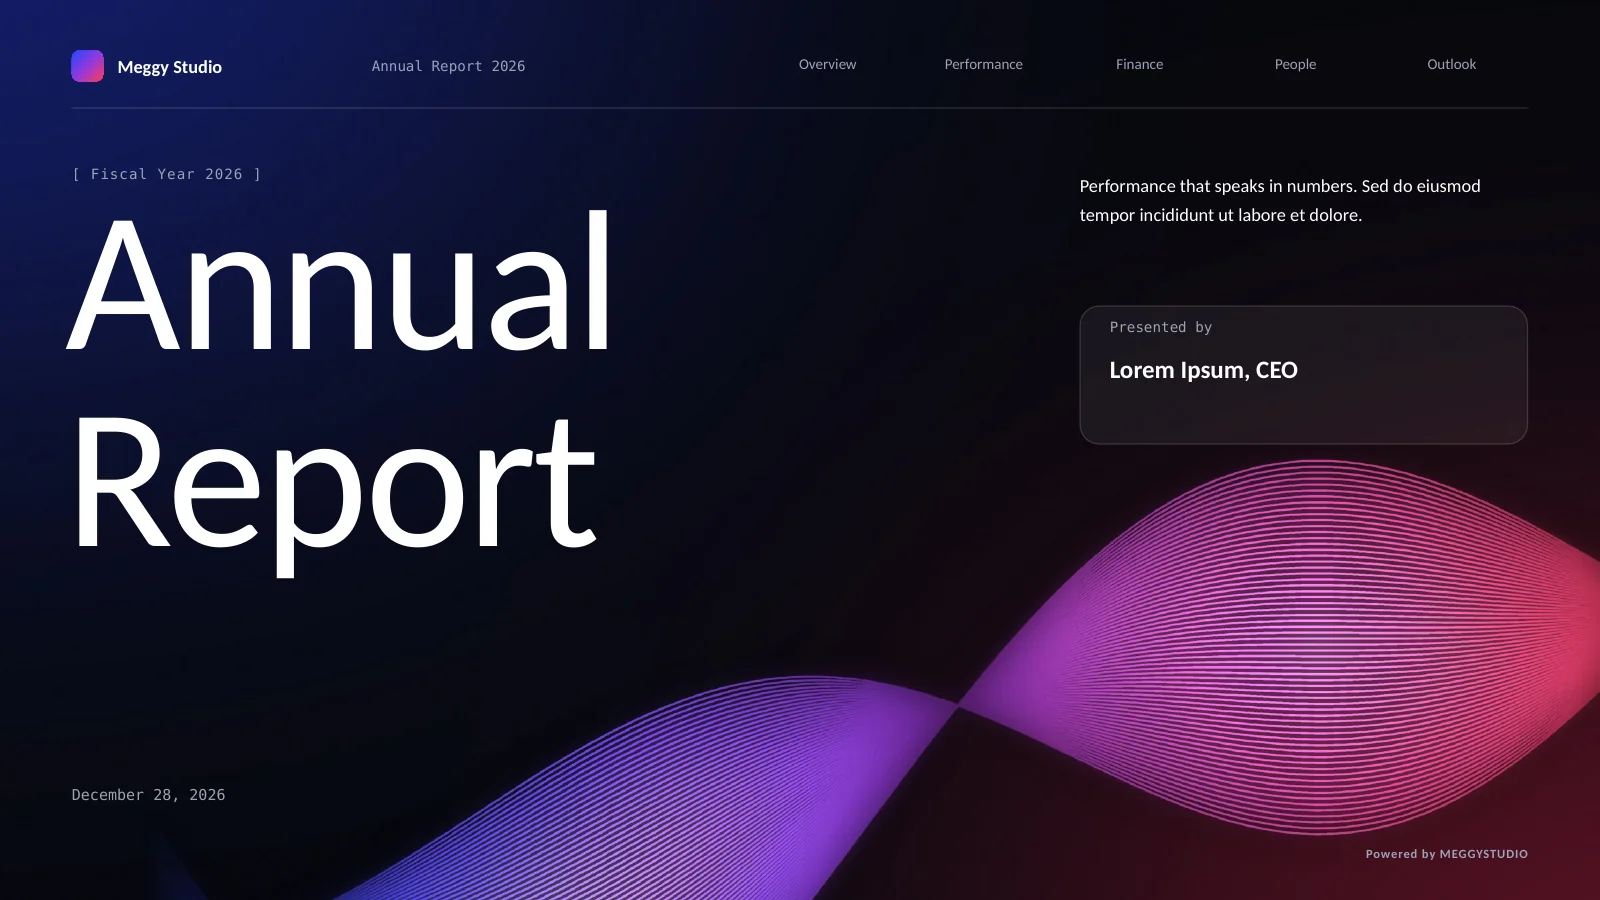 Meggy Studio
Annual Report 2026
Overview
Performance
Finance
People
Outlook
[ Fiscal Year 2026 ]
Annual
Report
Performance that speaks in numbers. Sed do eiusmod
tempor incididunt ut labore et dolore.
Presented by
Lorem Ipsum, CEO
December 28, 2026
Powered by MEGGYSTUDIO